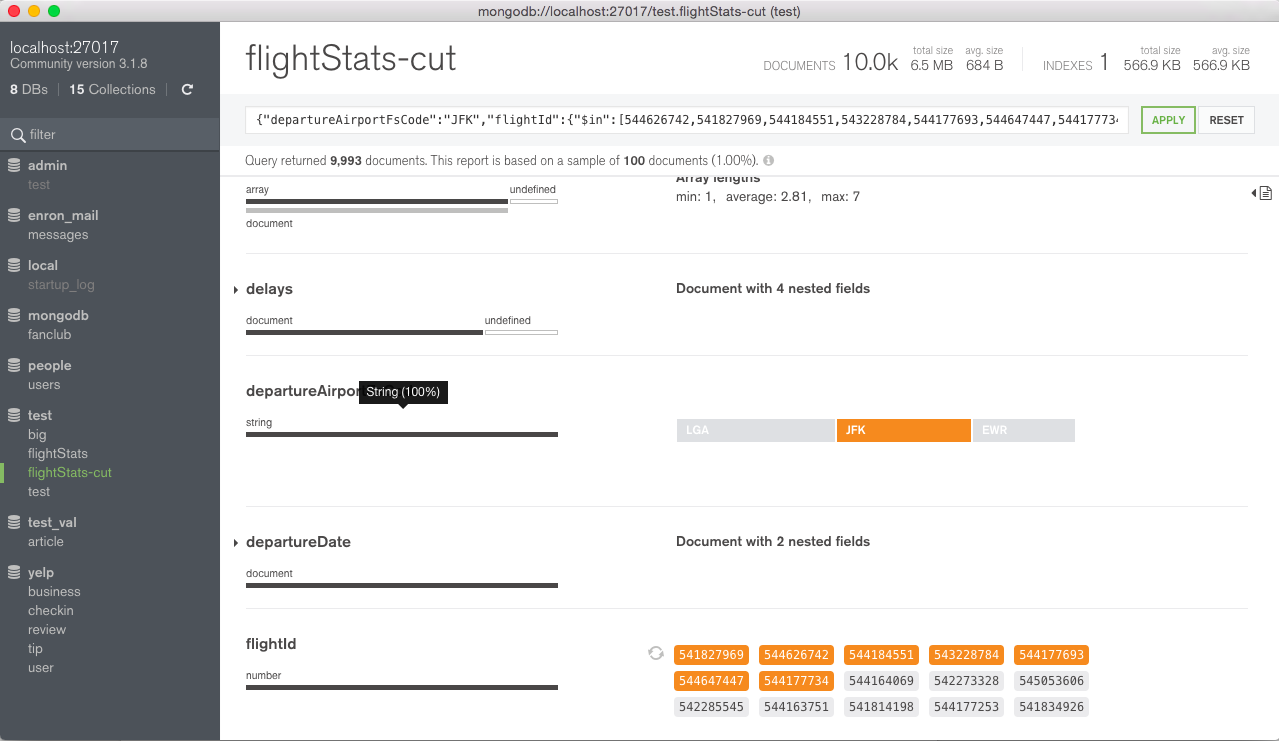 mongodb://localhost:27017/test.flightStats-cut (test)
localhost:27017
Community version 3.1.8
8 DBs
15 Collections
filter
admin
test
enron_mail
messages
local
startup_log
mongodb
fanclub
people
users
test
big
flightStats
flightStats-cut
test
test_val
article
yelp
business
checkin
review
tip
user
flightStats-cut
DOCUMENTS 10.0k
total size
6.5 MB
avg. size
684 B
INDEXES 1
total size
566.9 KB
avg. size
566.9 KB
{"departureAirportFsCode":"JFK","flightId":{"$in":[544626742,541827969,544184551,543228784,544177693,544647447,544177734
APPLY
RESET
Query returned 9,993 documents. This report is based on a sample of 100 documents (1.00%).
array
undefined
document
Array lengths
min: 1, average: 2.81, max: 7
delays
document
undefined
Document with 4 nested fields
departureAirpor
String (100%)
string
LGA
JFK
EWR
departureDate
document
Document with 2 nested fields
flightId
number
541827969 544626742 544184551 543228784 544177693
544647447 544177734 544164069 542273328 545053606
542285545 544163751 541814198 544177253 541834926